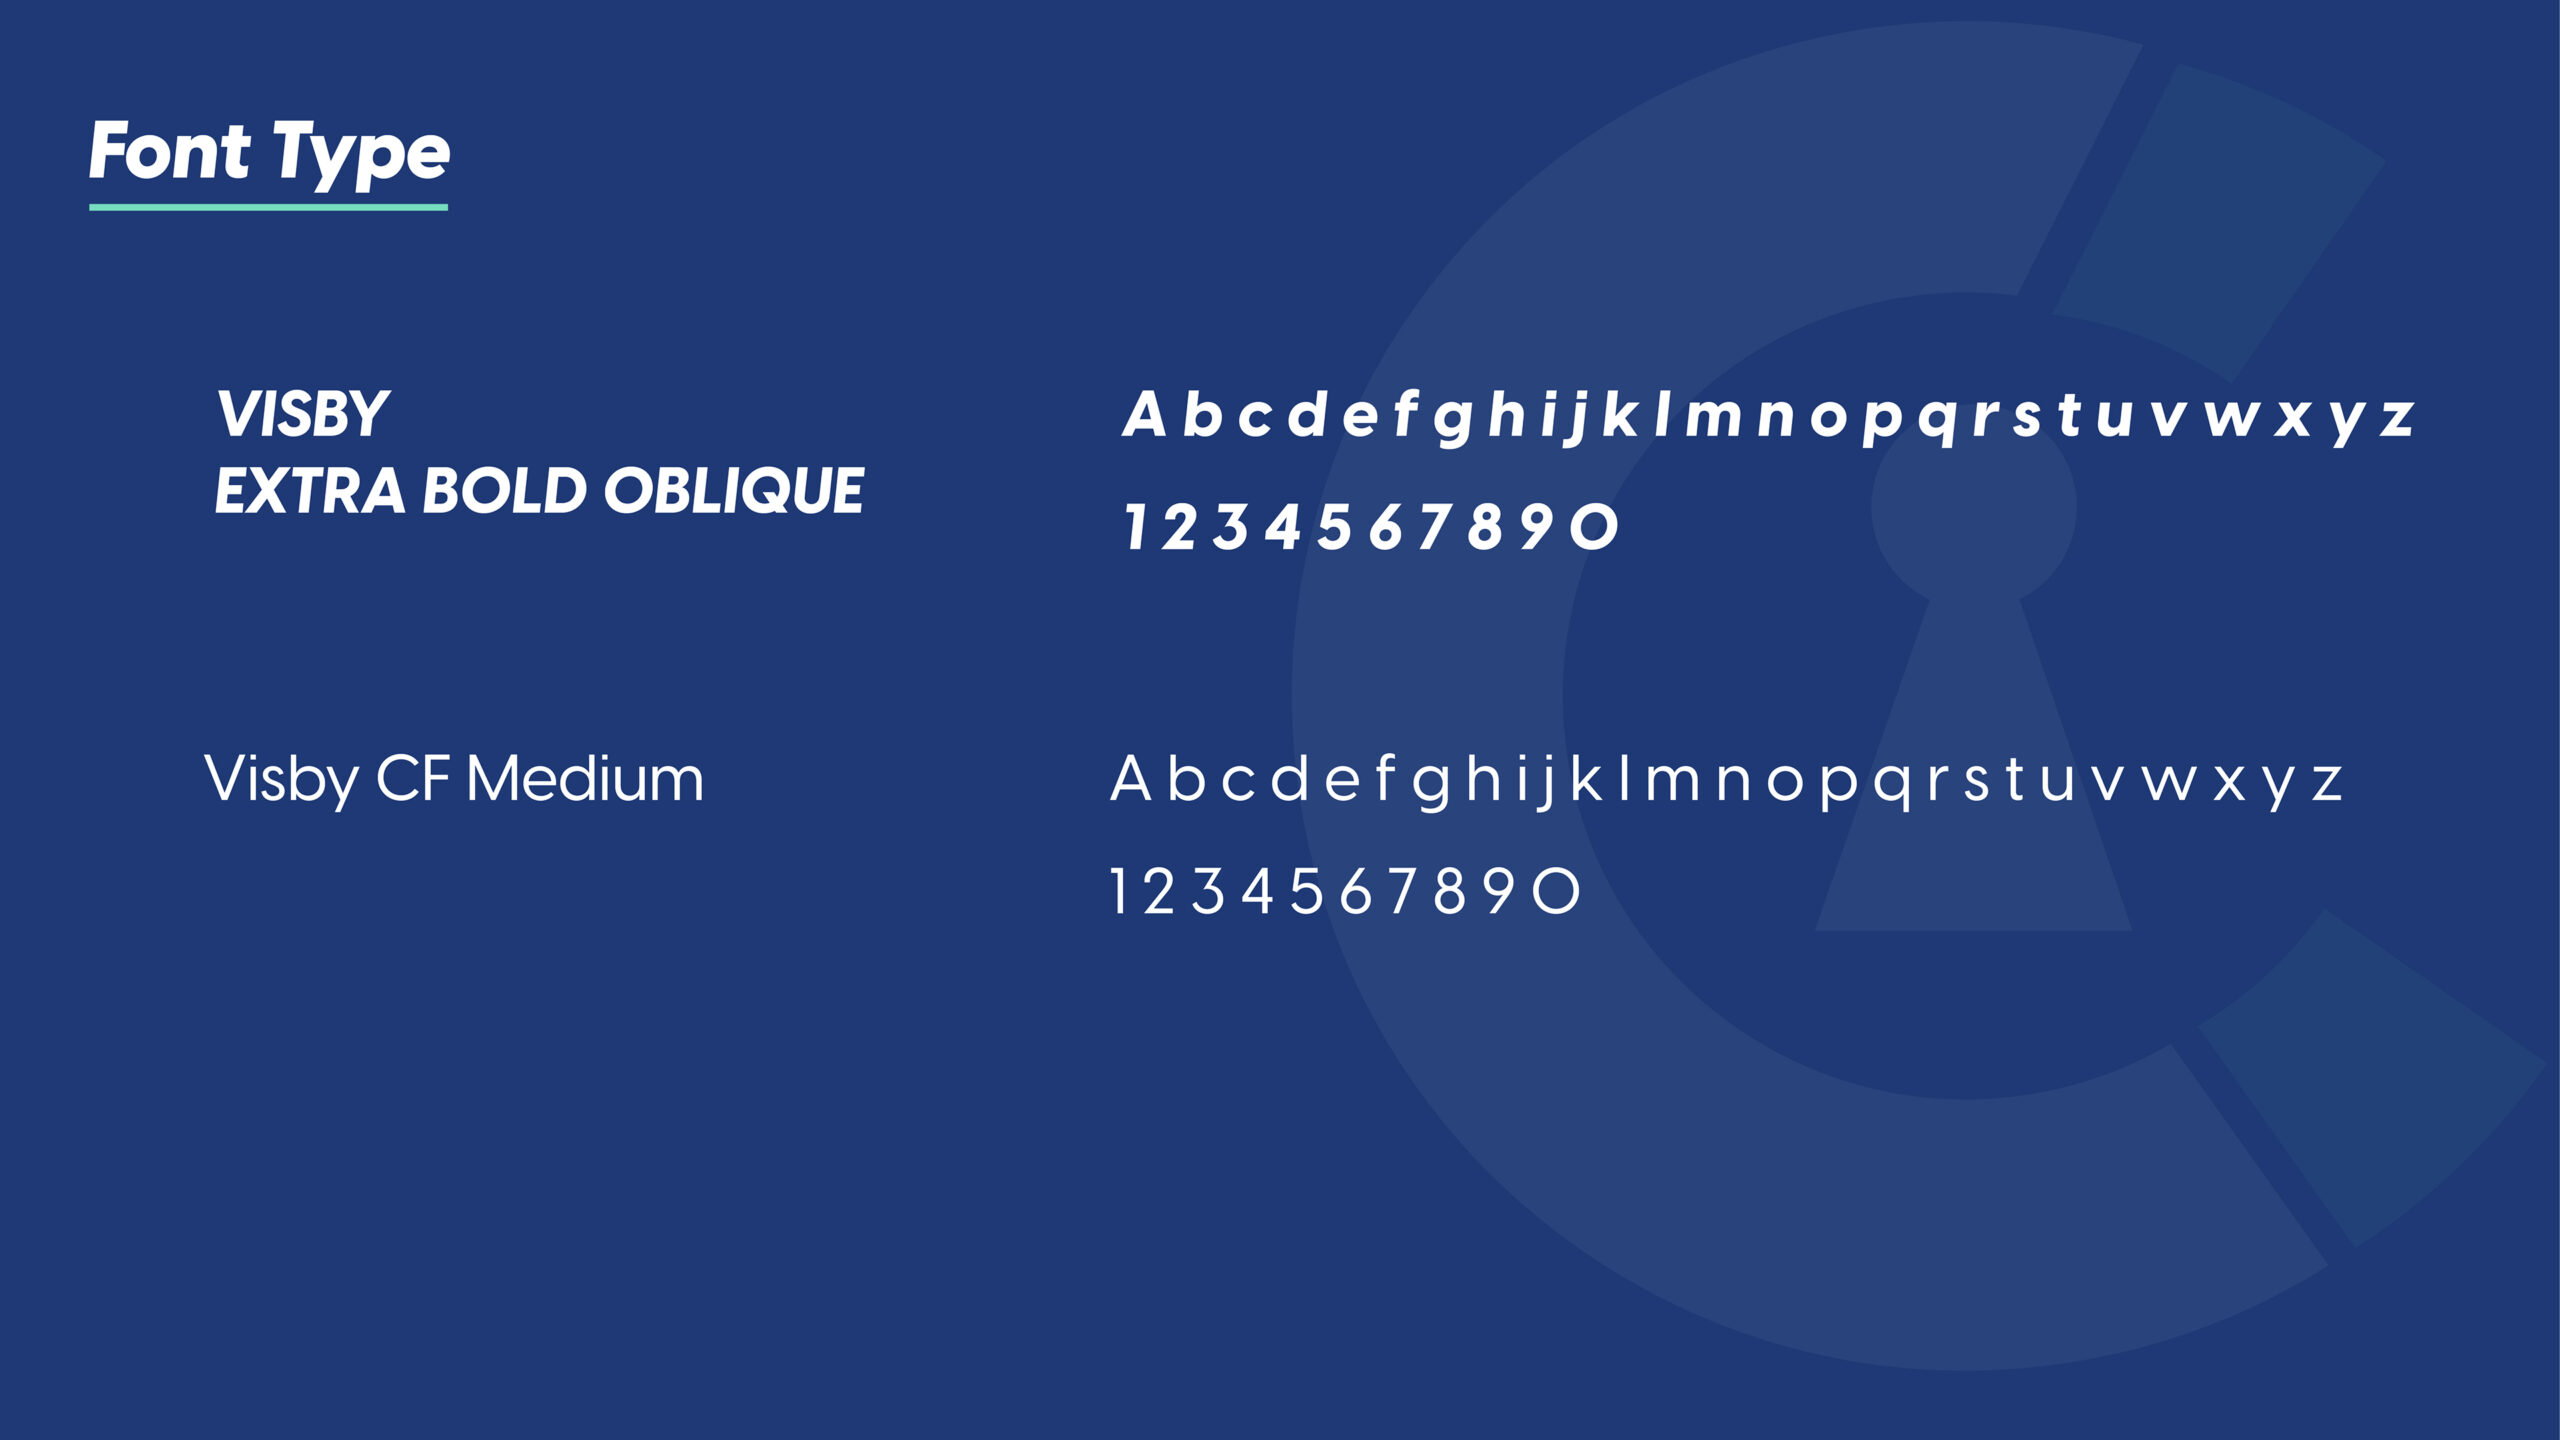 Font Type
VISBY
EXTRA BOLD OBLIQUE
A b c d e f g h i j k l m n o p q r s t u v w x y z
1 2 3 4 5 6 7 8 9 0
Visby CF Medium
A b c d e f g h i j k l m n o p q r s t u v w x y z
1 2 3 4 5 6 7 8 9 0